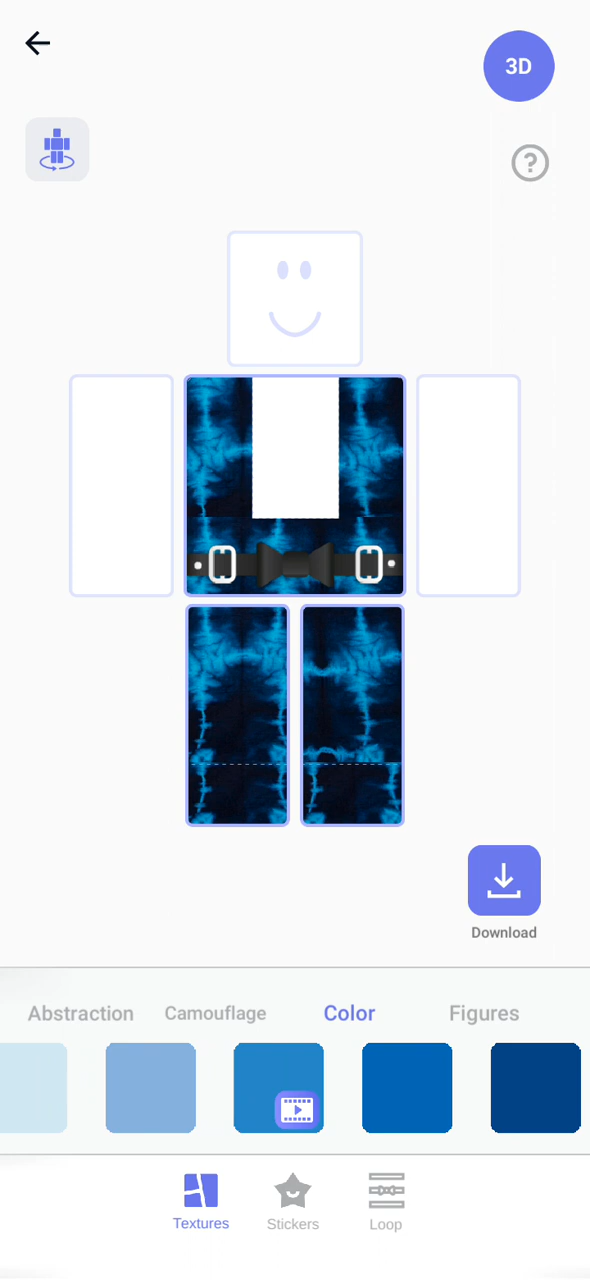 3D
?
Download
Abstraction Camouflage Color Figures
Textures Stickers Loop